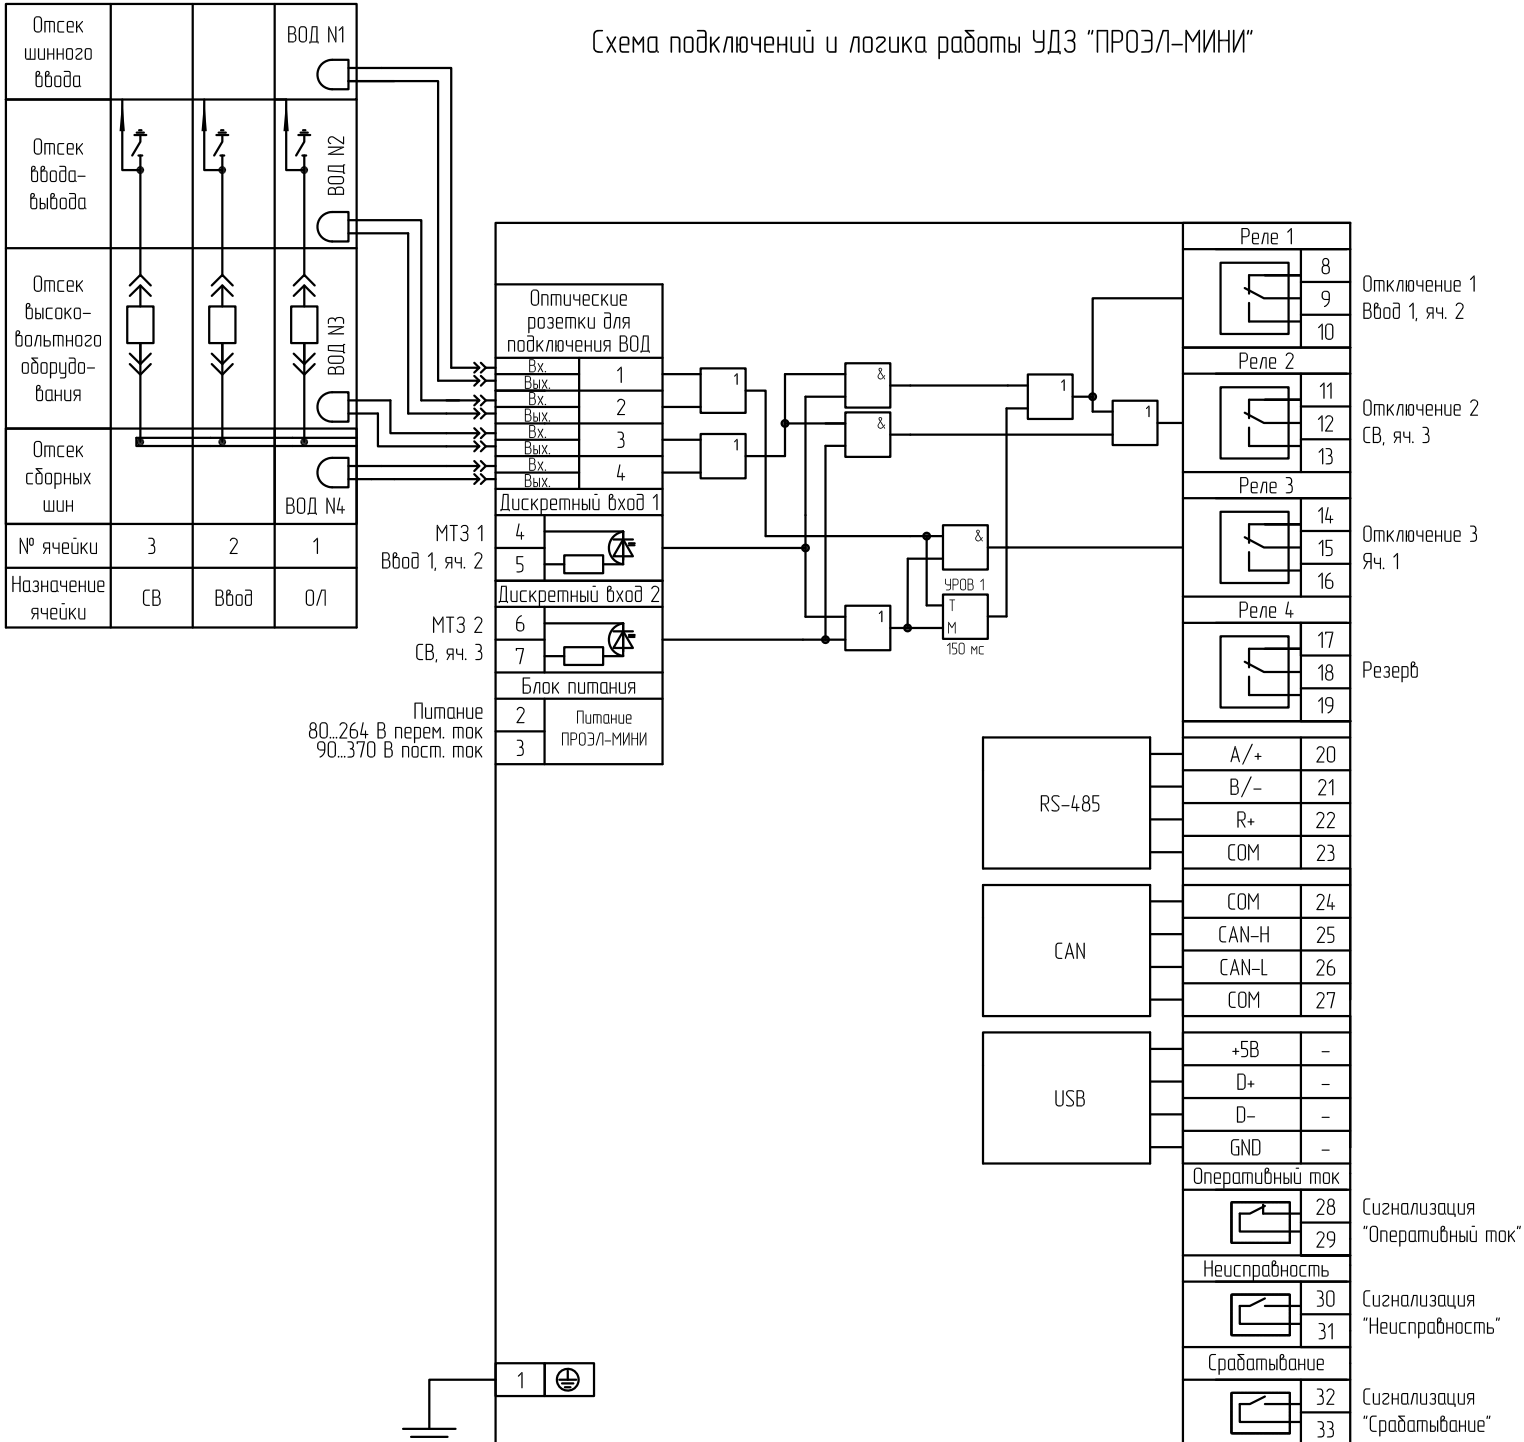 Схема подключений и логика работы УДЗ "ПРОЭЛ-МИНИ"
Отсек
шинного
ввода
ВОД N1
Отсек
ввода-
вывода
ВОД N2
Отсек
высоко-
вольтного
оборудо-
вания
ВОД N3
Отсек
сборных
шин
ВОД N4
№ ячейки
3
2
1
Назначение
ячейки
СВ
Ввод
О/Л
Оптические
розетки для
подключения ВОД
Вх.
Вых.
1
Вх.
Вых.
2
Вх.
Вых.
3
Вх.
Вых.
4
Дискретный вход 1
МТЗ 1
Ввод 1, яч. 2
4
5
Дискретный вход 2
МТЗ 2
СВ, яч. 3
6
7
Блок питания
Питание
80...264 В перем. ток
90...370 В пост. ток
2
3
Питание
ПРОЭЛ-МИНИ
1
1
&
&
1
1
&
1
УРОВ 1
Т
М
150 мс
Реле 1
8
9
10
Отключение 1
Ввод 1, яч. 2
Реле 2
11
12
13
Отключение 2
СВ, яч. 3
Реле 3
14
15
16
Отключение 3
Яч. 1
Реле 4
17
18
19
Резерв
RS-485
A/+
20
B/-
21
R+
22
COM
23
CAN
COM
24
CAN-H
25
CAN-L
26
COM
27
USB
+5В
-
D+
-
D-
-
GND
-
Оперативный ток
28
29
Сигнализация
"Оперативный ток"
Неисправность
30
31
Сигнализация
"Неисправность"
Срабатывание
32
33
Сигнализация
"Срабатывание"
1